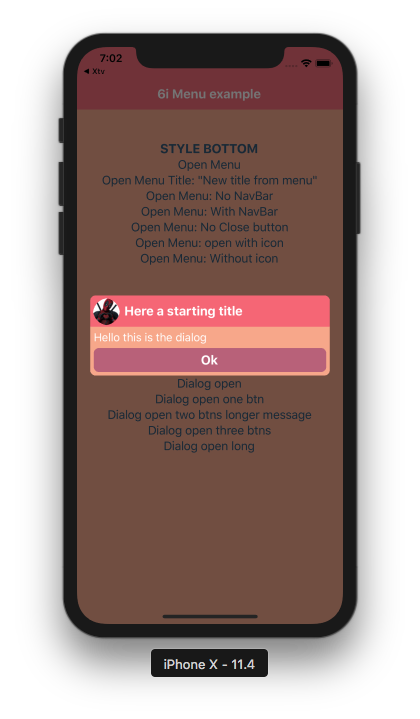 7:02
◀ Xtv
6i Menu example
STYLE BOTTOM
Open Menu
Open Menu Title: "New title from menu"
Open Menu: No NavBar
Open Menu: With NavBar
Open Menu: No Close button
Open Menu: open with icon
Open Menu: Without icon
Here a starting title
Hello this is the dialog
Ok
Dialog open
Dialog open one btn
Dialog open two btns longer message
Dialog open three btns
Dialog open long
iPhone X - 11.4